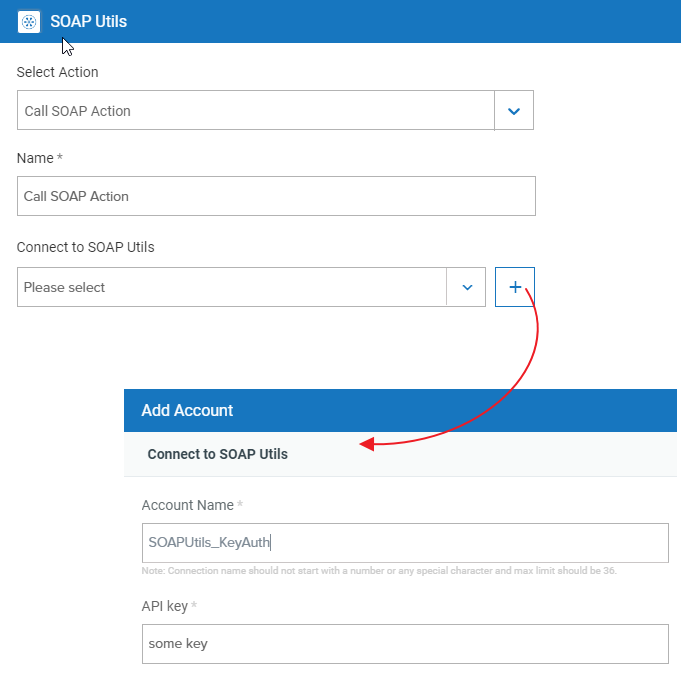 SOAP Utils
Select Action
Call SOAP Action
Name *
Call SOAP Action
Connect to SOAP Utils
Please select
+
Add Account
Connect to SOAP Utils
Account Name *
SOAPUtils_KeyAuth
Note: Connection name should not start with a number or any special character and max limit should be 36.
API key *
some key